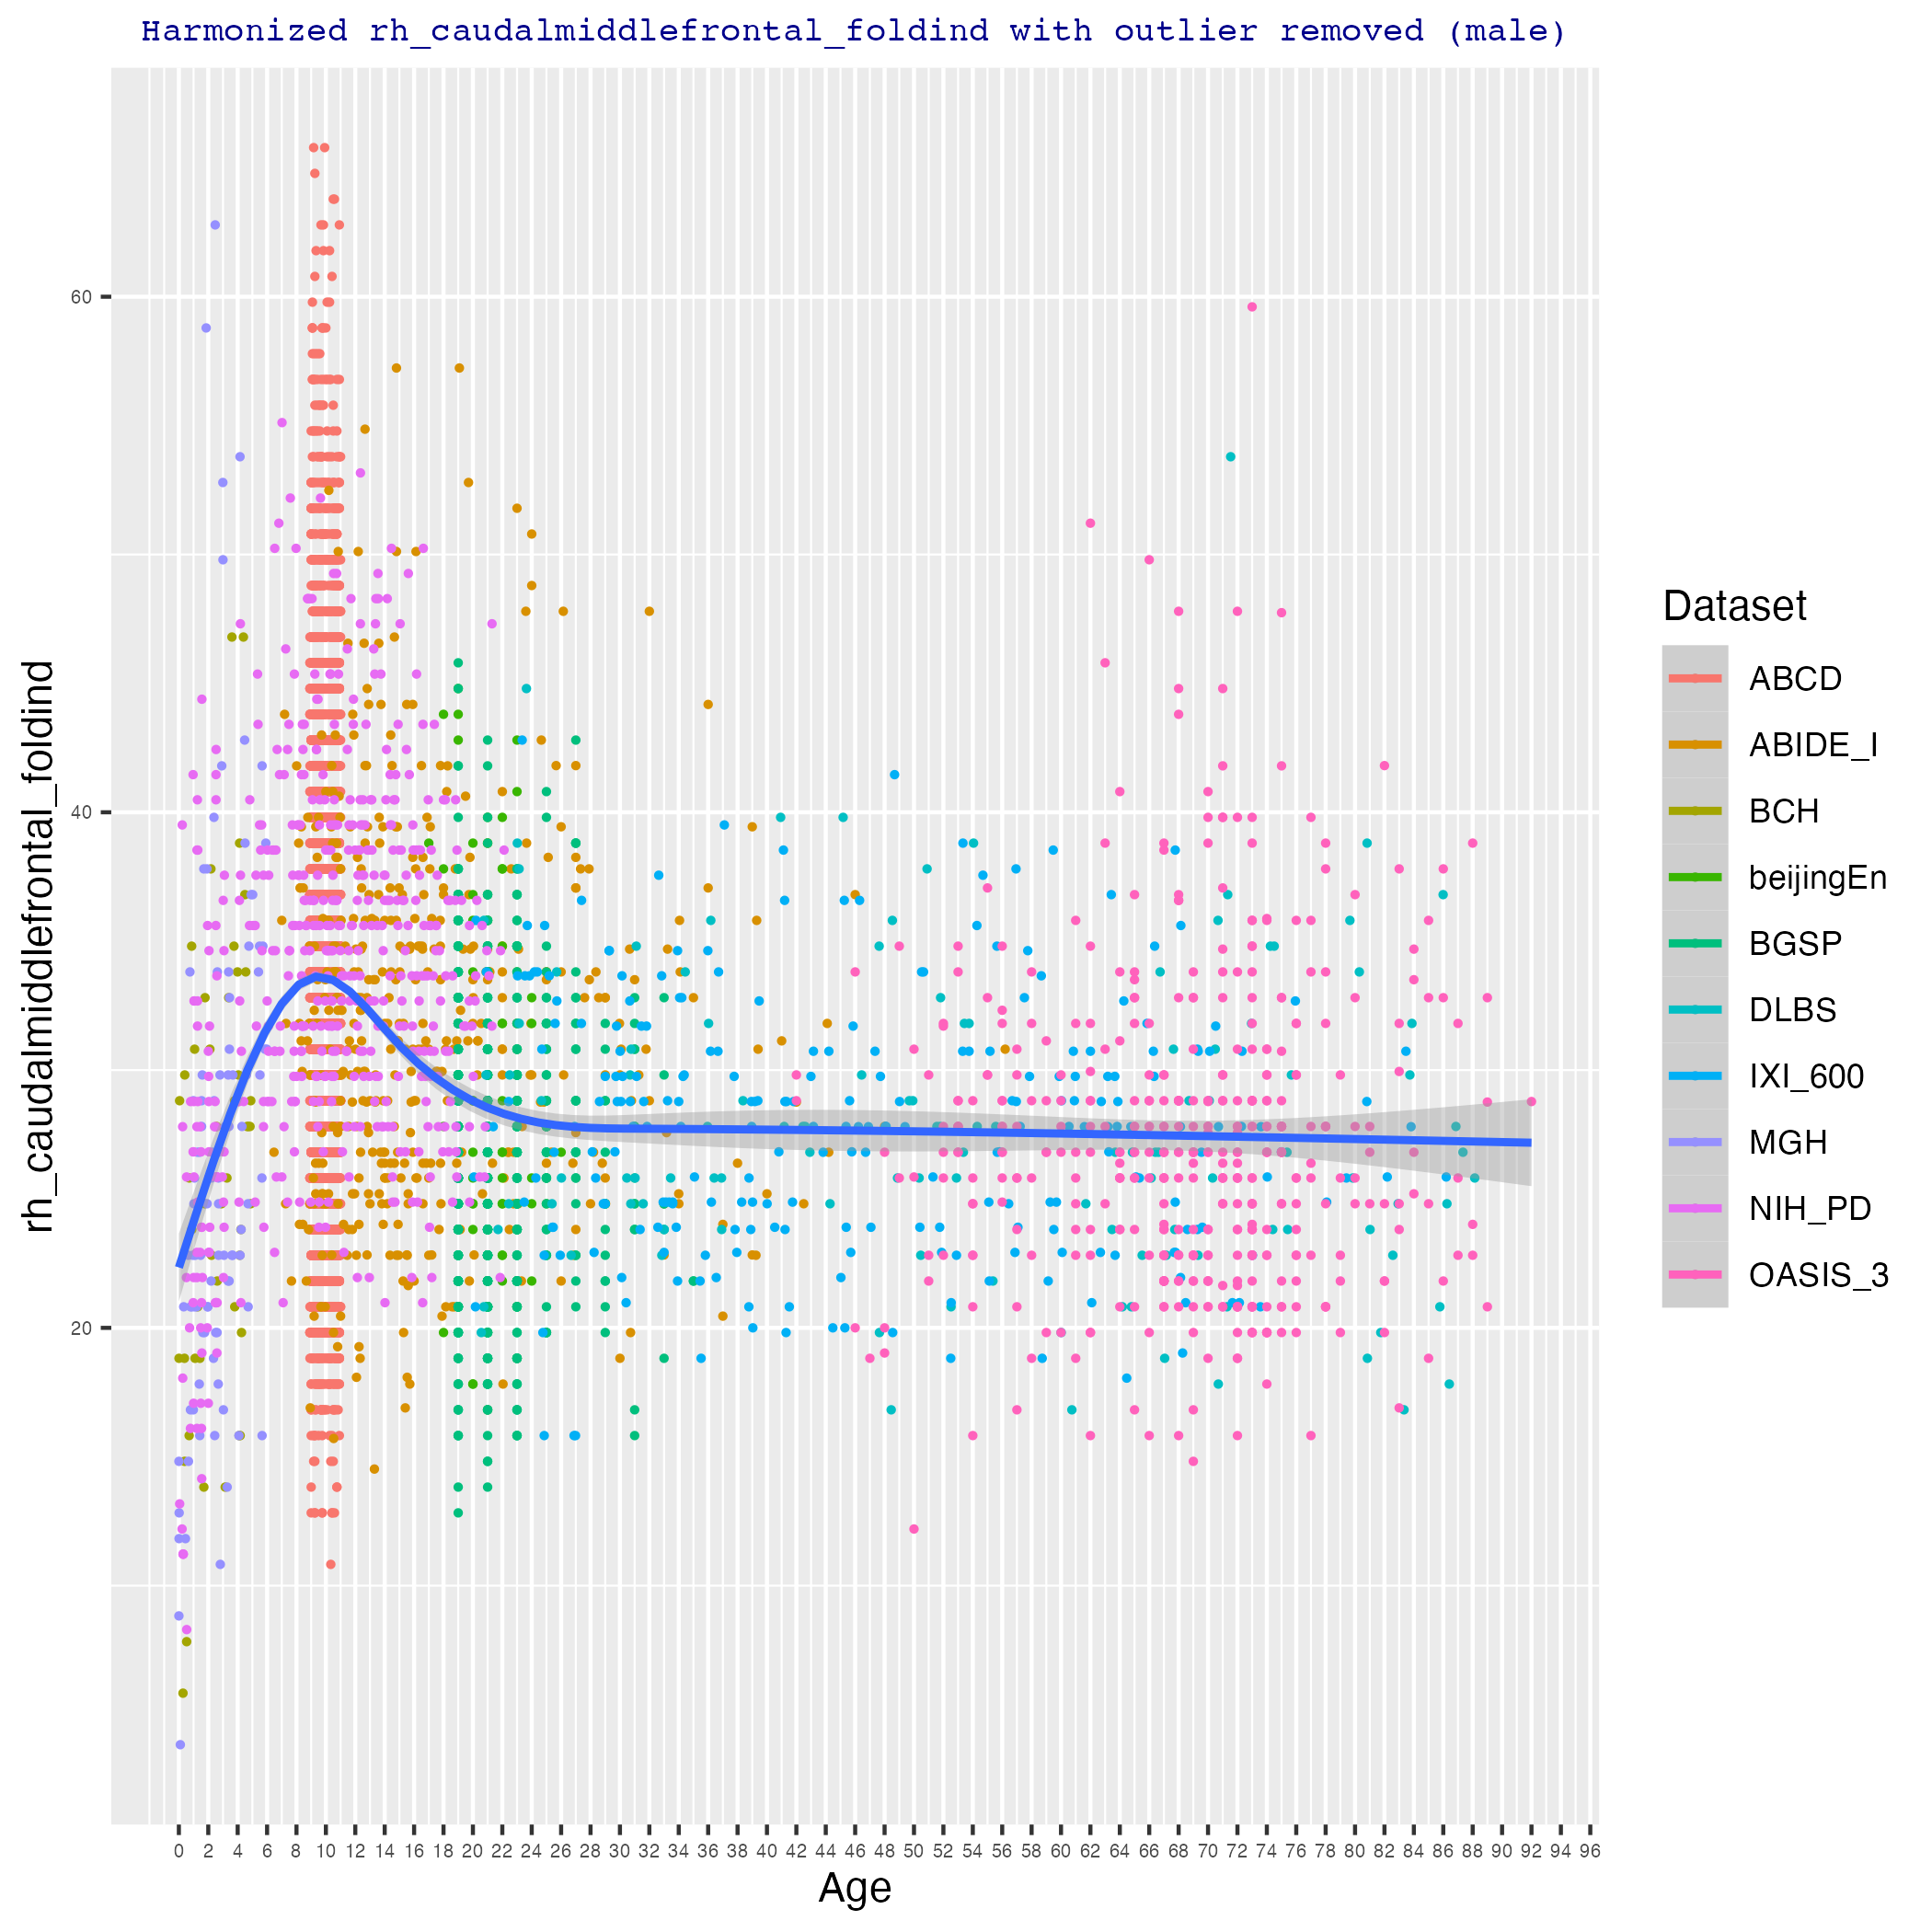 Harmonized rh_caudalmiddlefrontal_foldind with outlier removed (male)
rh_caudalmiddlefrontal_foldind
60
40
20
0 2 4 6 8 10 12 14 16 18 20 22 24 26 28 30 32 34 36 38 40 42 44 46 48 50 52 54 56 58 60 62 64 66 68 70 72 74 76 78 80 82 84 86 88 90 92 94 96
Age
Dataset
ABCD
ABIDE_I
BCH
beijingEn
BGSP
DLBS
IXI_600
MGH
NIH_PD
OASIS_3